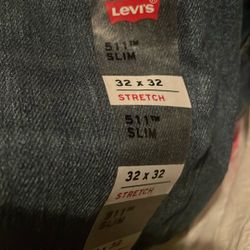 LEVI'S
511™
SLIM
32 x 32
STRETCH
511™
SLIM
32 x 32
STRETCH
511™
SLIM